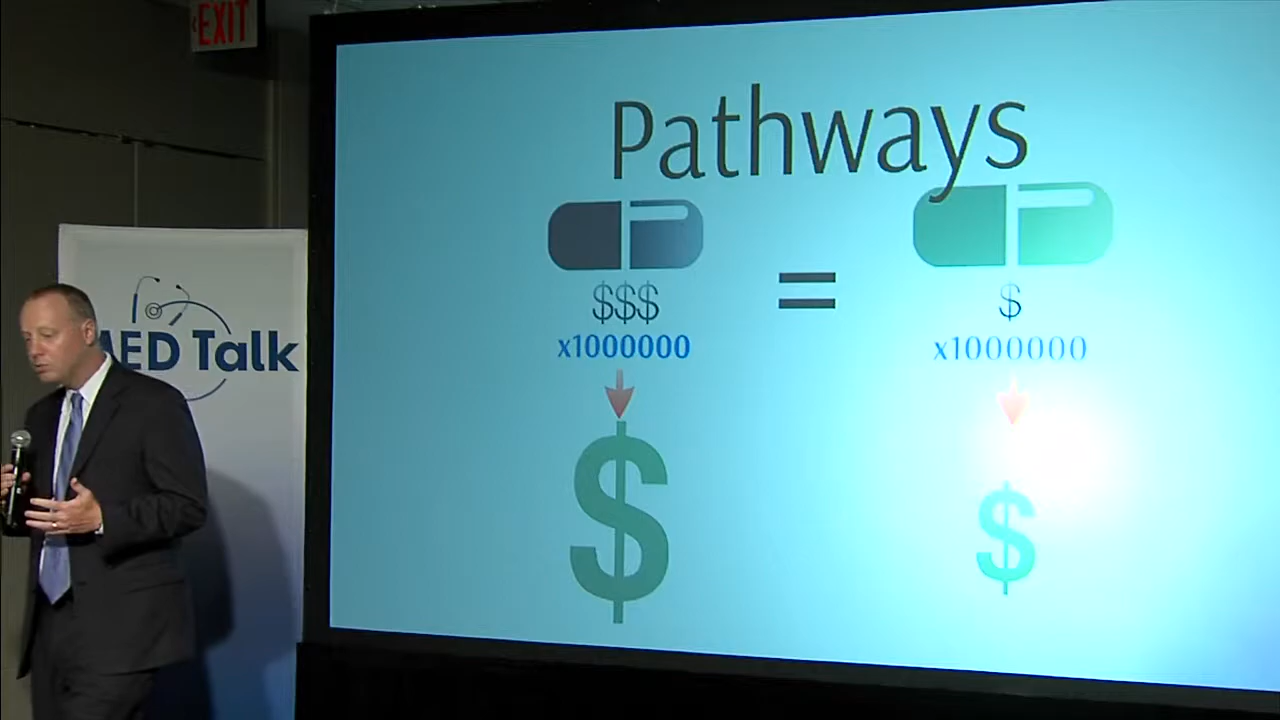 EXIT
Pathways
=
$$$
$
x1000000
x1000000
$
$
MED Talk